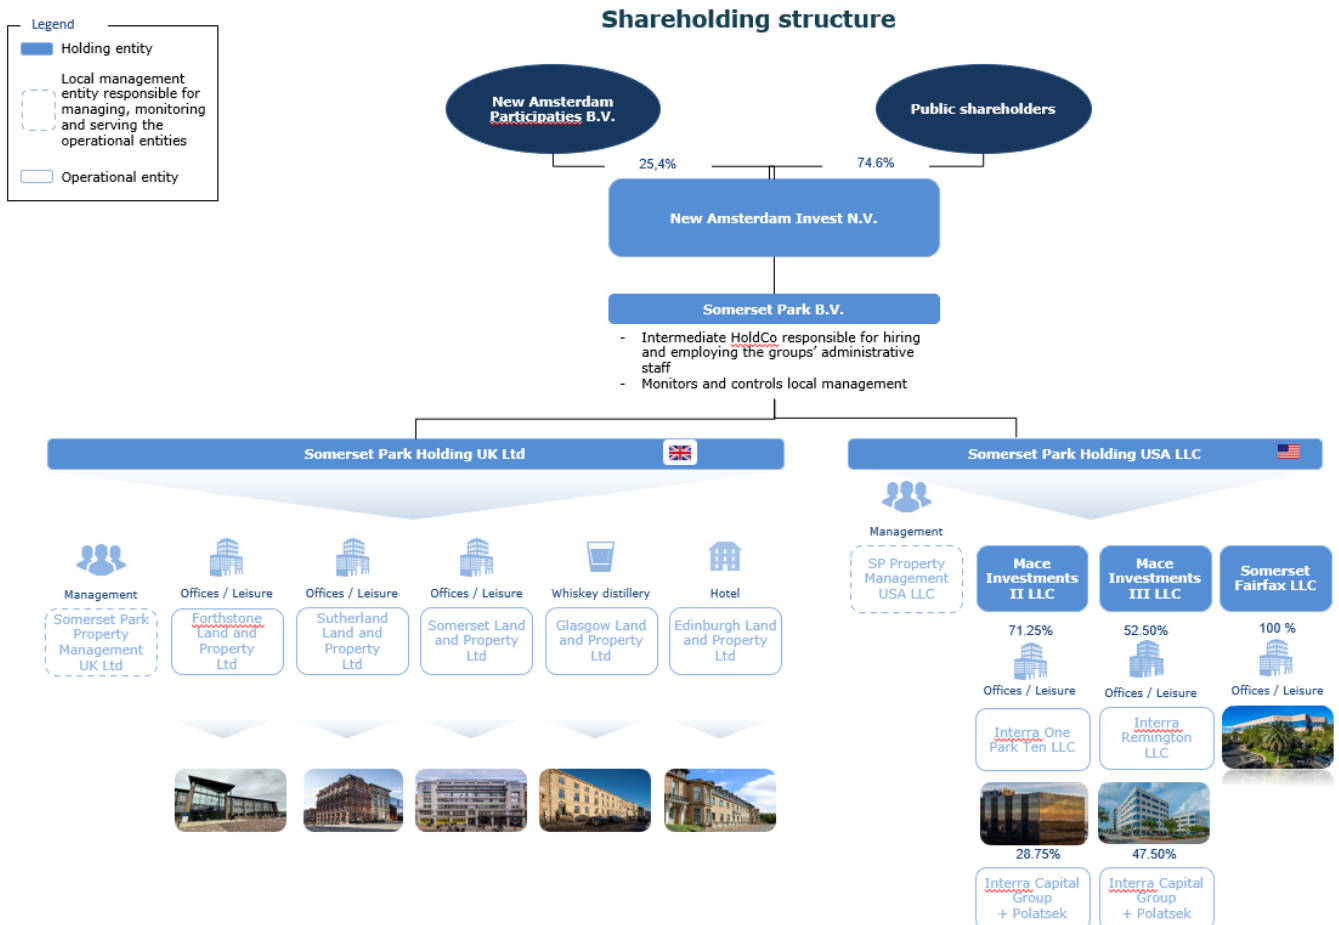 Shareholding structure
Legend
Holding entity
Local management
entity responsible for
managing, monitoring
and serving the
operational entities
Operational entity
New Amsterdam
Participaties B.V.
Public shareholders
25,4%
74.6%
New Amsterdam Invest N.V.
Somerset Park B.V.
- Intermediate HoldCo responsible for hiring
and employing the groups’ administrative
staff
- Monitors and controls local management
Somerset Park Holding UK Ltd
Somerset Park Holding USA LLC
Management
Somerset Park
Property
Management
UK Ltd
Offices / Leisure
Forthstone
Land and
Property
Ltd
Offices / Leisure
Sutherland
Land and
Property
Ltd
Offices / Leisure
Somerset Land
and Property
Ltd
Whiskey distillery
Glasgow Land
and Property
Ltd
Hotel
Edinburgh Land
and Property
Ltd
Management
SP Property
Management
USA LLC
Mace
Investments
II LLC
71.25%
Offices / Leisure
Interra One
Park Ten LLC
28.75%
Interra Capital
Group
+ Polatsek
Mace
Investments
III LLC
52.50%
Offices / Leisure
Interra
Remington
LLC
47.50%
Interra Capital
Group
+ Polatsek
Somerset
Fairfax LLC
100 %
Offices / Leisure